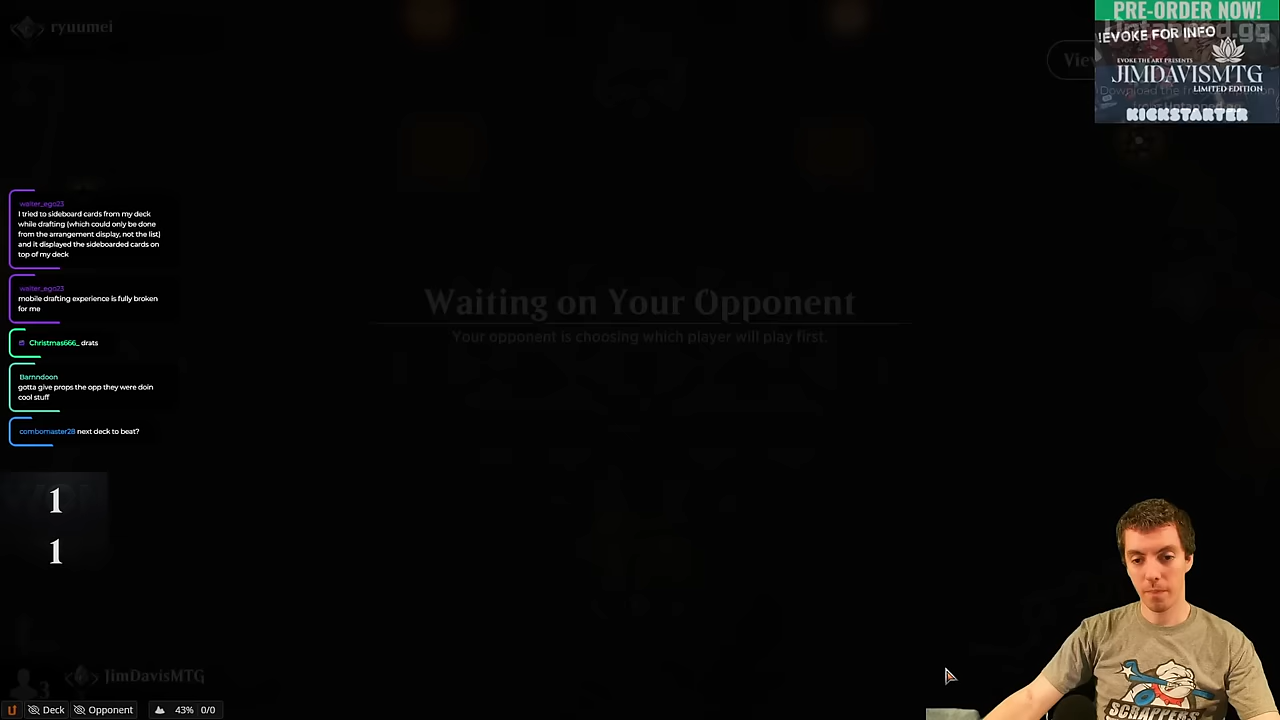 ryuumei
PRE-ORDER NOW!
Untapped.gg
!EVOKE FOR INFO
View
EVOKE THE ART PRESENTS
JIMDAVISMTG
LIMITED EDITION
KICKSTARTER
walter_ego23
I tried to sideboard cards from my deck
while drafting (which could only be done
from the arrangement display, not the list)
and it displayed the sideboarded cards on
top of my deck
walter_ego23
mobile drafting experience is fully broken
for me
Christmas666_ drats
Barnndoon
gotta give props the opp they were doin
cool stuff
combomaster28 next deck to beat?
Waiting on Your Opponent
Your opponent is choosing which player will play first.
1
1
3
JimDavisMTG
Deck
Opponent
43% 0/0
SCRAPPERS